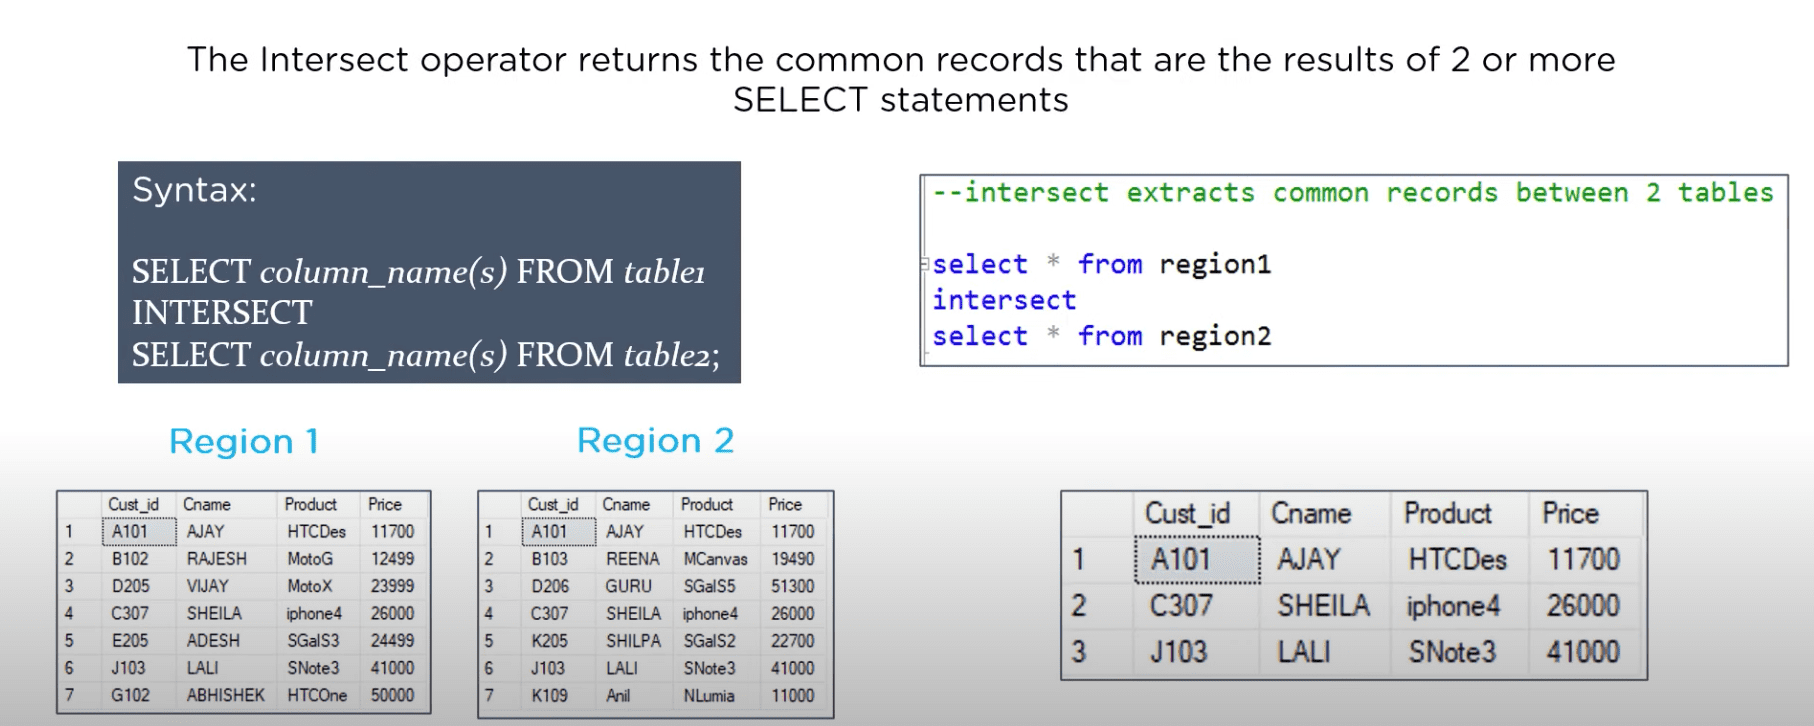 The Intersect operator returns the common records that are the results of 2 or more
SELECT statements
Syntax:
SELECT column_name(s) FROM table1
INTERSECT
SELECT column_name(s) FROM table2;
--intersect extracts common records between 2 tables
select * from region1
intersect
select * from region2
Region 1
Cust_id Cname Product Price
1 A101 AJAY HTCDes 11700
2 B102 RAJESH MotoG 12499
3 D205 VIJAY MotoX 23999
4 C307 SHEILA iphone4 26000
5 E205 ADESH SGalS3 24499
6 J103 LALI SNote3 41000
7 G102 ABHISHEK HTCOne 50000
Region 2
Cust_id Cname Product Price
1 A101 AJAY HTCDes 11700
2 B103 REENA MCanvas 19490
3 D206 GURU SGalS5 51300
4 C307 SHEILA iphone4 26000
5 K205 SHILPA SGalS2 22700
6 J103 LALI SNote3 41000
7 K109 Anil NLumia 11000
Cust_id Cname Product Price
1 A101 AJAY HTCDes 11700
2 C307 SHEILA iphone4 26000
3 J103 LALI SNote3 41000